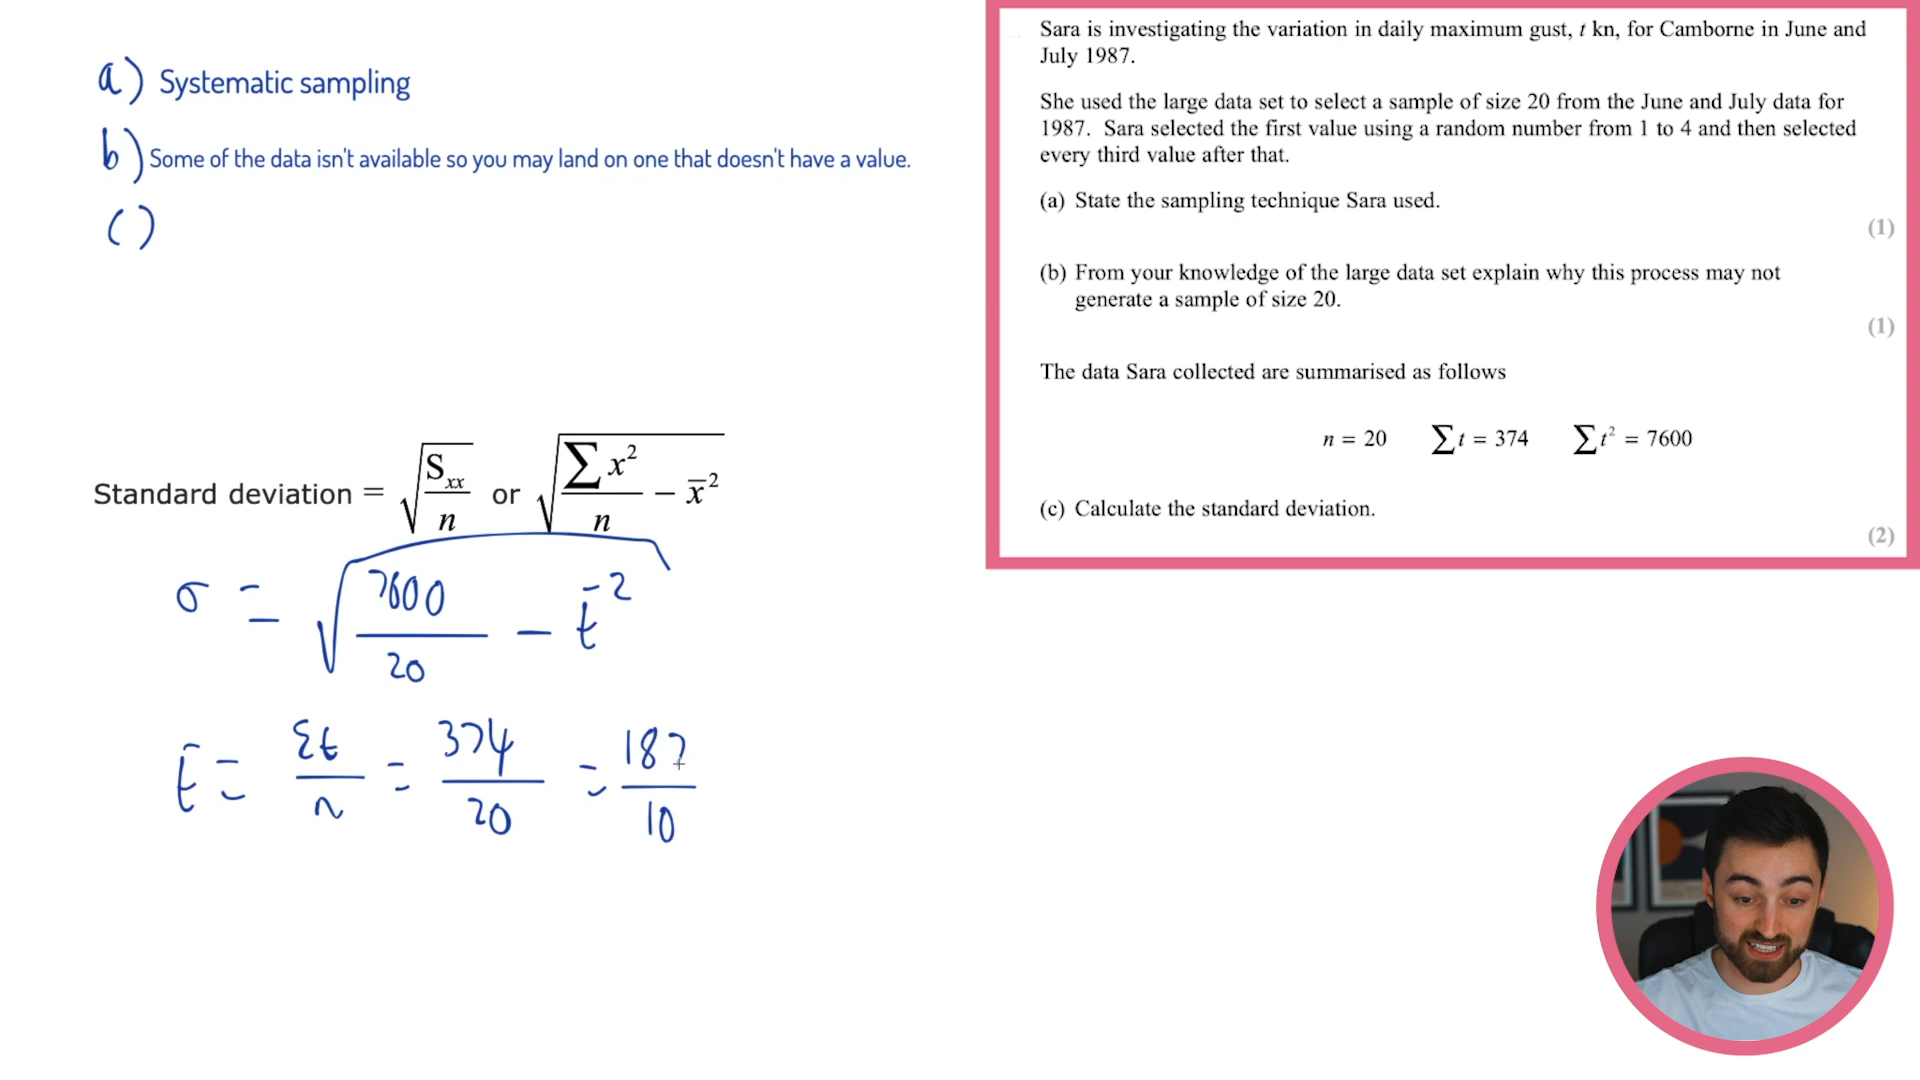 a) Systematic sampling
b) Some of the data isn't available so you may land on one that doesn't have a value.
c)
Standard deviation = √(S_xx / n) or √(∑x² / n − x̄²)
σ = √(7600 / 20 − t̄²)
t̄ = Σt / n = 374 / 20 = 187 / 10
Sara is investigating the variation in daily maximum gust, t kn, for Camborne in June and
July 1987.
She used the large data set to select a sample of size 20 from the June and July data for
1987. Sara selected the first value using a random number from 1 to 4 and then selected
every third value after that.
(a) State the sampling technique Sara used.
(1)
(b) From your knowledge of the large data set explain why this process may not
generate a sample of size 20.
(1)
The data Sara collected are summarised as follows
n = 20 ∑t = 374 ∑t² = 7600
(c) Calculate the standard deviation.
(2)